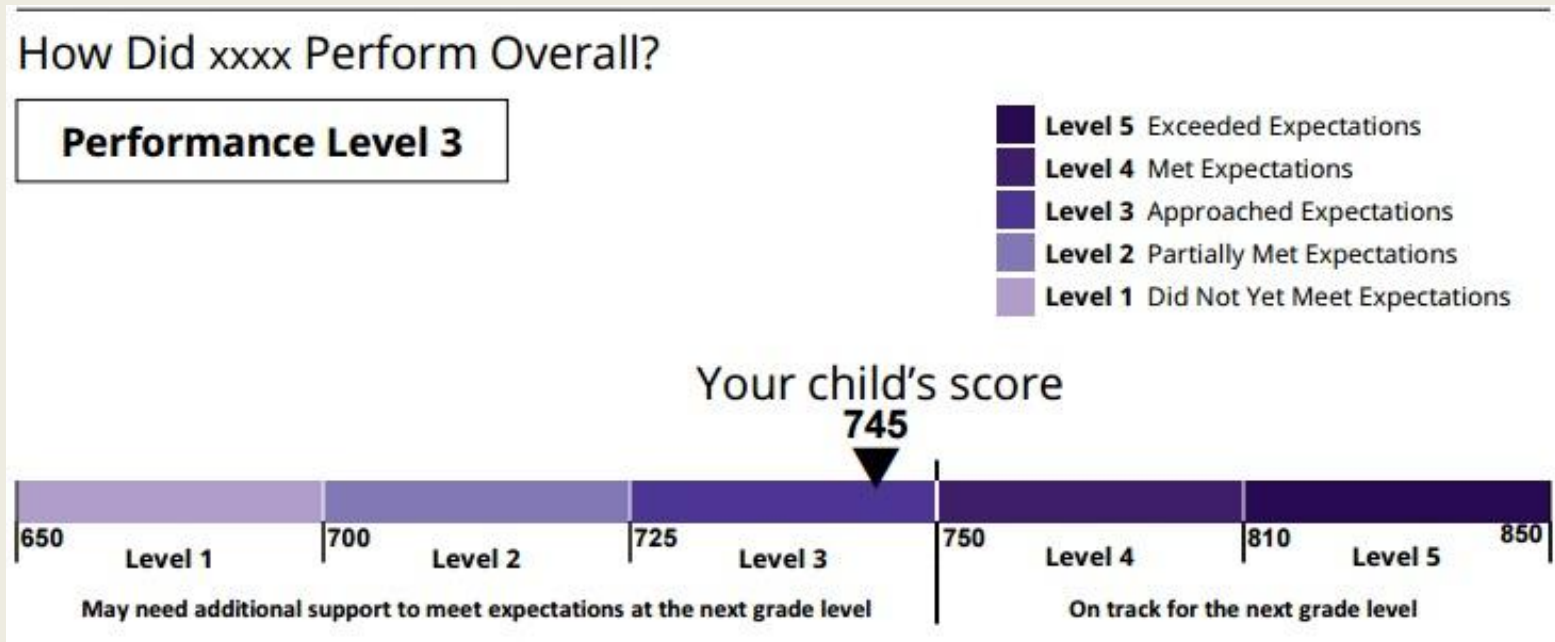 How Did xxxx Perform Overall?
Performance Level 3
Level 5 Exceeded Expectations
Level 4 Met Expectations
Level 3 Approached Expectations
Level 2 Partially Met Expectations
Level 1 Did Not Yet Meet Expectations
Your child's score
745
650 700 725 750 810 850
Level 1 Level 2 Level 3 Level 4 Level 5
May need additional support to meet expectations at the next grade level On track for the next grade level